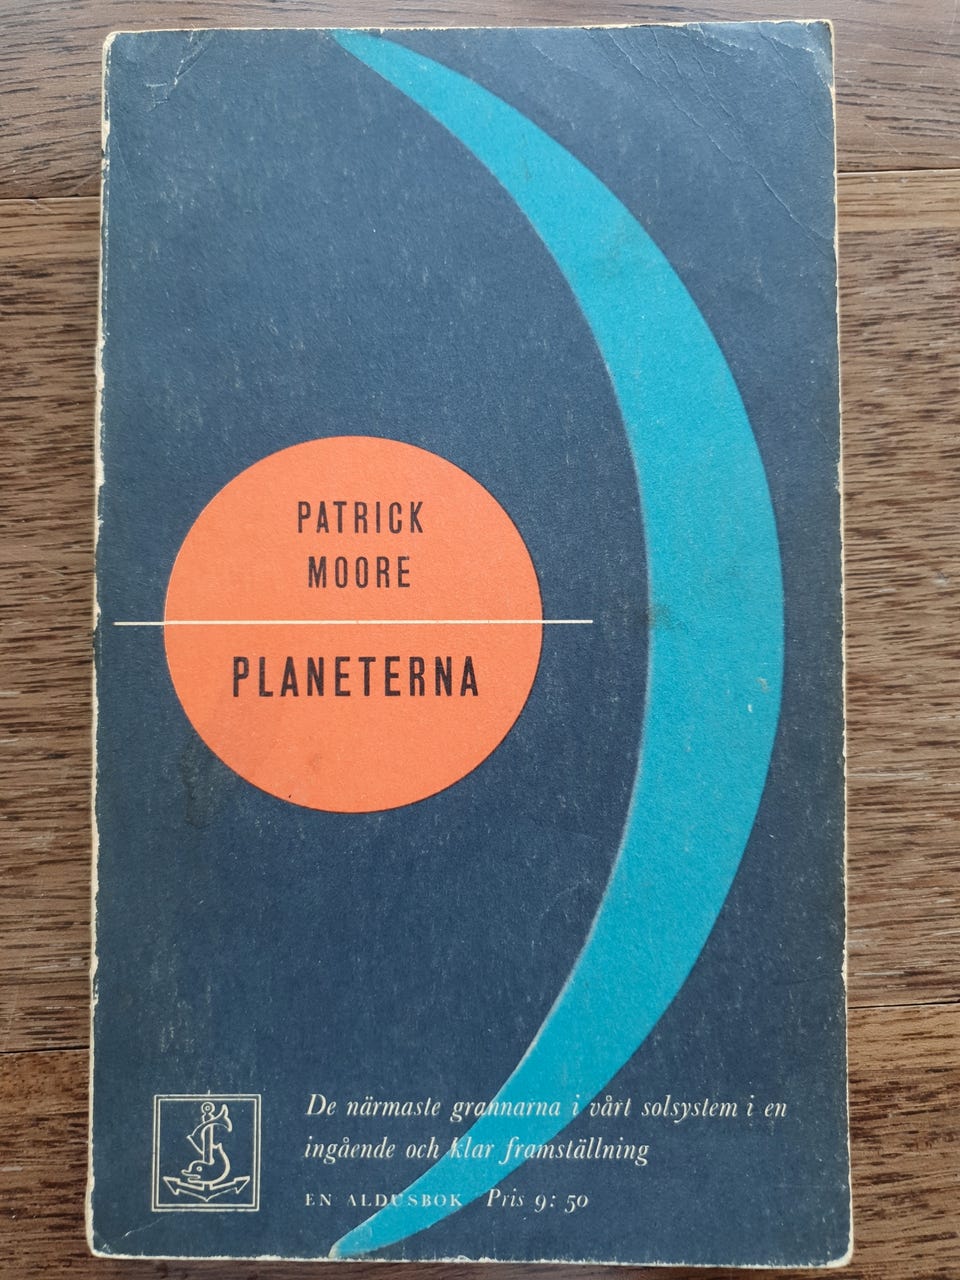 PATRICK
MOORE
PLANETERNA
De närmaste grannarna i vårt solsystem i en
ingående och klar framställning
EN ALDUSBOK Pris 9: 50